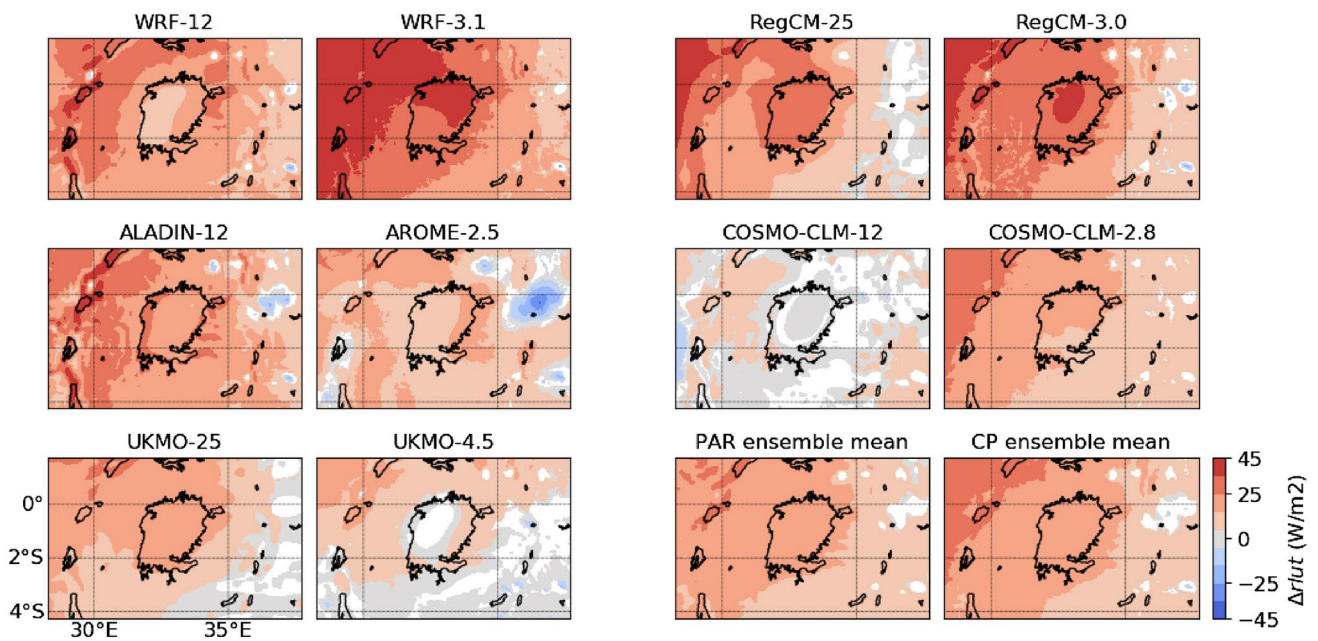 WRF-12 WRF-3.1 RegCM-25 RegCM-3.0
ALADIN-12 AROME-2.5 COSMO-CLM-12 COSMO-CLM-2.8
UKMO-25 UKMO-4.5 PAR ensemble mean CP ensemble mean
0°
2°S
4°S
30°E 35°E
45
25
0
−25
−45
Δrlut (W/m2)